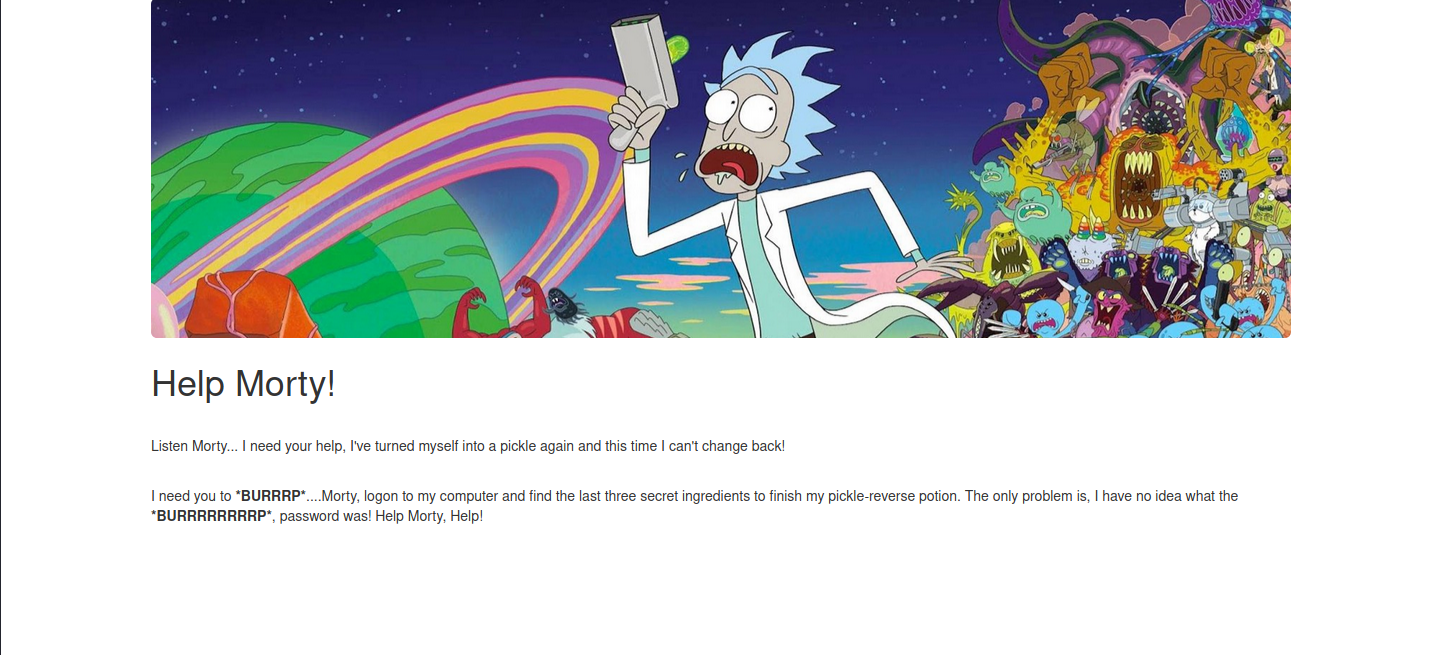 Help Morty!
Listen Morty... I need your help, I've turned myself into a pickle again and this time I can't change back!
I need you to *BURRRP*....Morty, logon to my computer and find the last three secret ingredients to finish my pickle-reverse potion. The only problem is, I have no idea what the
*BURRRRRRRRP*, password was! Help Morty, Help!